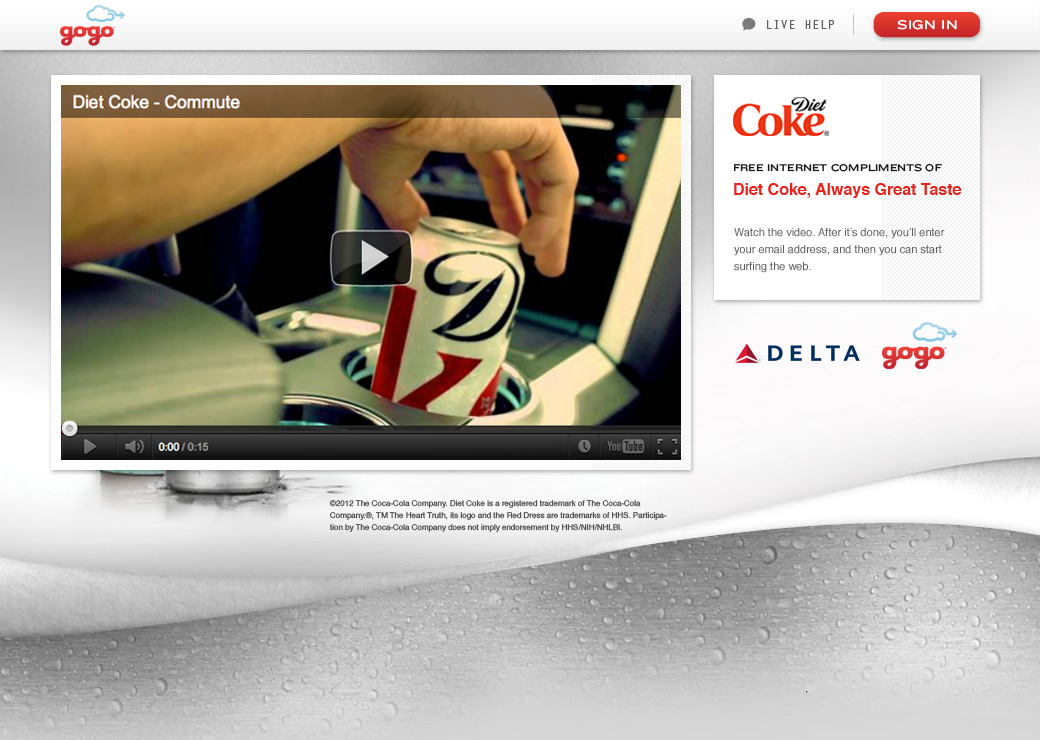 gogo
LIVE HELP
SIGN IN
Diet Coke - Commute
D
0:00 / 0:15
YouTube
Diet
Coke®
FREE INTERNET COMPLIMENTS OF
Diet Coke, Always Great Taste
Watch the video. After it's done, you'll enter
your email address, and then you can start
surfing the web.
DELTA
gogo
©2012 The Coca-Cola Company. Diet Coke is a registered trademark of The Coca-Cola
Company.®, TM The Heart Truth, its logo and the Red Dress are trademarks of HHS. Participa-
tion by The Coca-Cola Company does not imply endorsement by HHS/NIH/NHLBI.